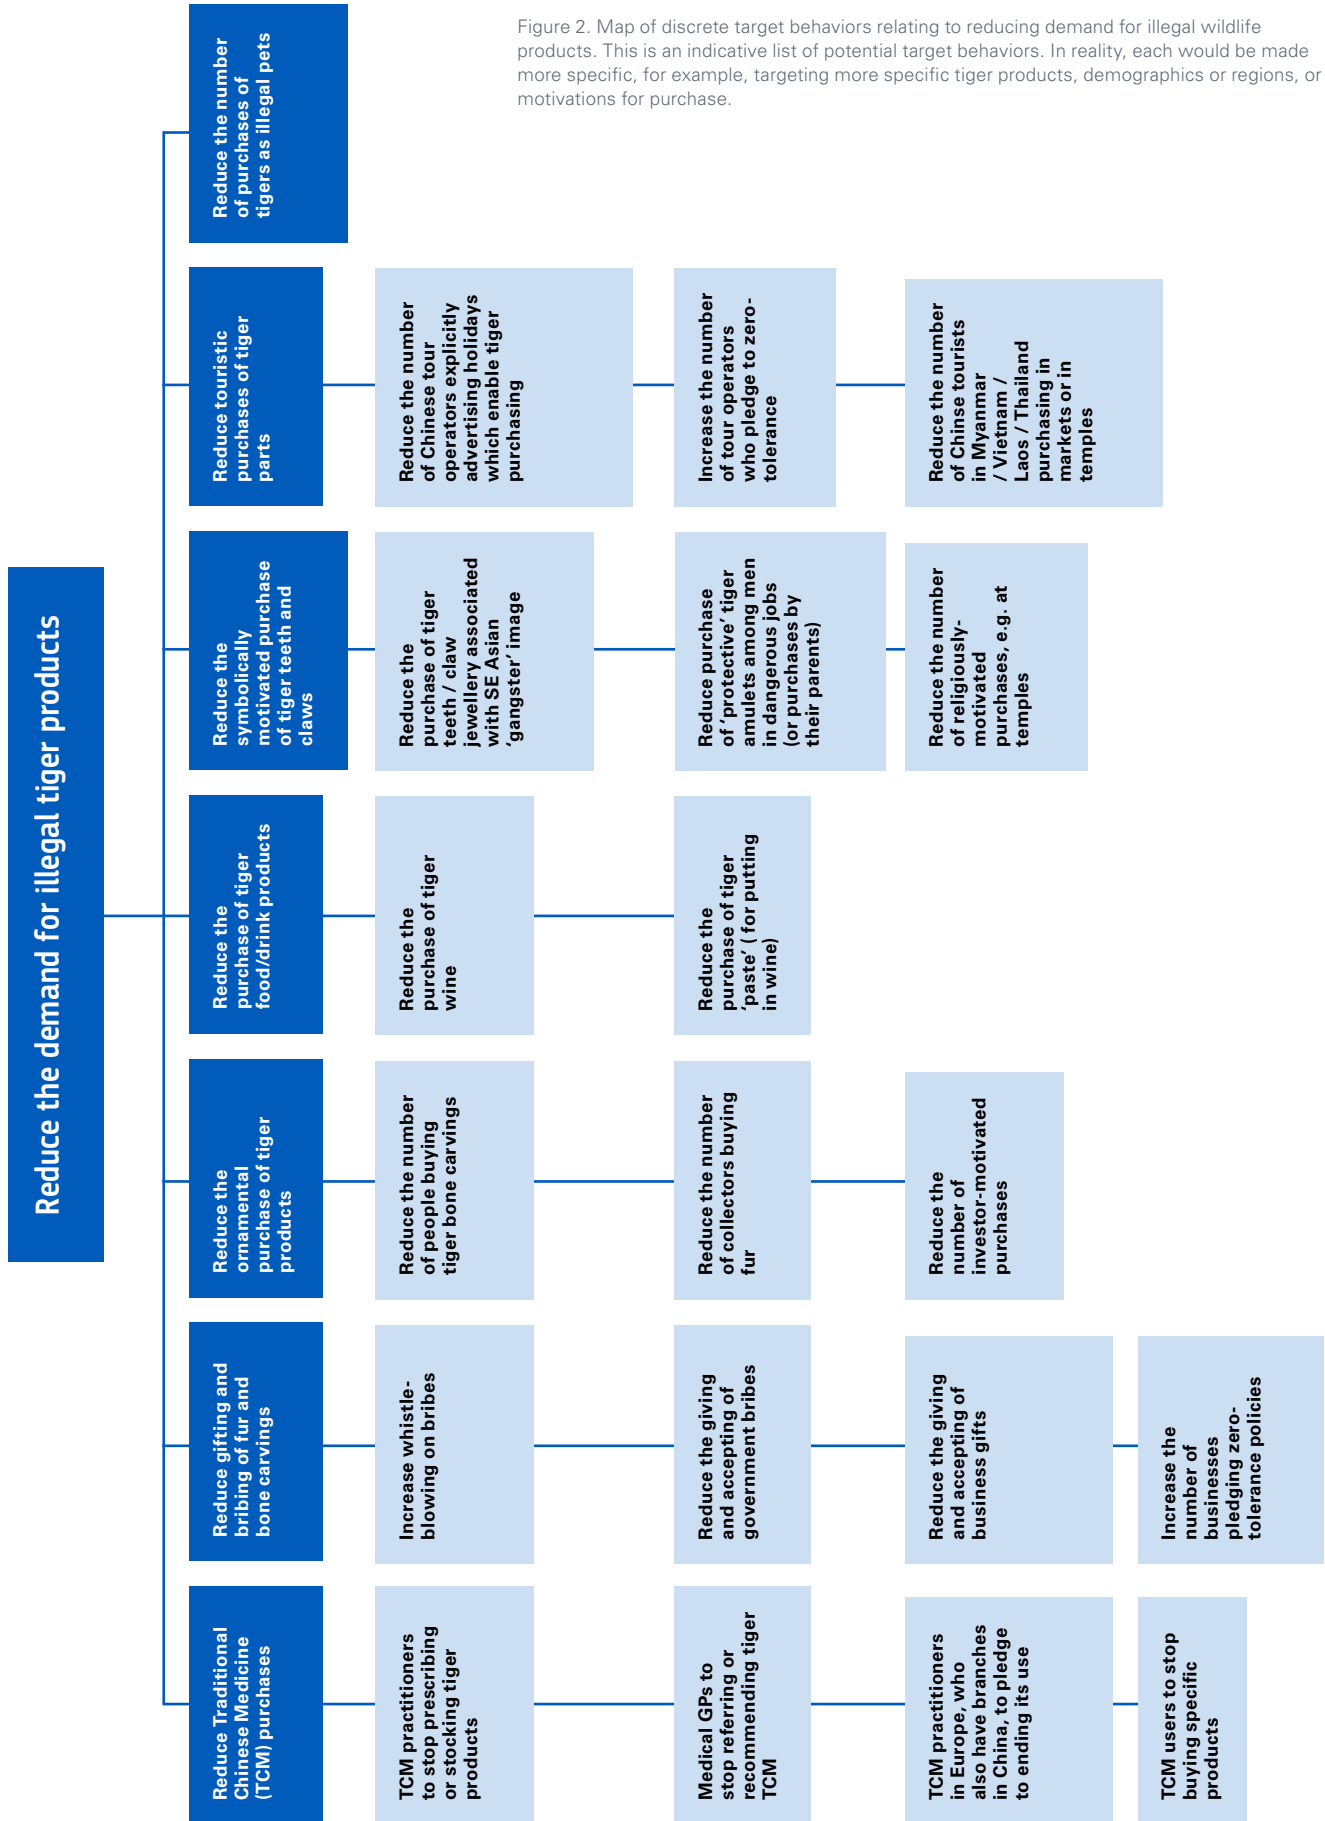 Figure 2. Map of discrete target behaviors relating to reducing demand for illegal wildlife
products. This is an indicative list of potential target behaviors. In reality, each would be made
more specific, for example, targeting more specific tiger products, demographics or regions, or
motivations for purchase.
Reduce the demand for illegal tiger products
Reduce Traditional
Chinese Medicine
(TCM) purchases
TCM practitioners
to stop prescribing
or stocking tiger
products
Medical GPs to
stop referring or
recommending tiger
TCM
TCM practitioners
in Europe, who
also have branches
in China, to pledge
to ending its use
TCM users to stop
buying specific
products
Reduce gifting and
bribing of fur and
bone carvings
Increase whistle-
blowing on bribes
Reduce the giving
and accepting of
government bribes
Reduce the giving
and accepting of
business gifts
Increase the
number of
businesses
pledging zero-
tolerance policies
Reduce the
ornamental
purchase of tiger
products
Reduce the number
of people buying
tiger bone carvings
Reduce the number
of collectors buying
fur
Reduce the
number of
investor-motivated
purchases
Reduce the
purchase of tiger
food/drink products
Reduce the
purchase of tiger
wine
Reduce the
purchase of tiger
‘paste’ ( for putting
in wine)
Reduce the
symbolically
motivated purchase
of tiger teeth and
claws
Reduce the
purchase of tiger
teeth / claw
jewellery associated
with SE Asian
‘gangster’ image
Reduce purchase
of ‘protective’ tiger
amulets among men
in dangerous jobs
(or purchases by
their parents)
Reduce the number
of religiously-
motivated
purchases, e.g. at
temples
Reduce touristic
purchases of tiger
parts
Reduce the number
of Chinese tour
operators explicitly
advertising holidays
which enable tiger
purchasing
Increase the number
of tour operators
who pledge to zero-
tolerance
Reduce the number
of Chinese tourists
in Myanmar
/ Vietnam /
Laos / Thailand
purchasing in
markets or in
temples
Reduce the number
of purchases of
tigers as illegal pets